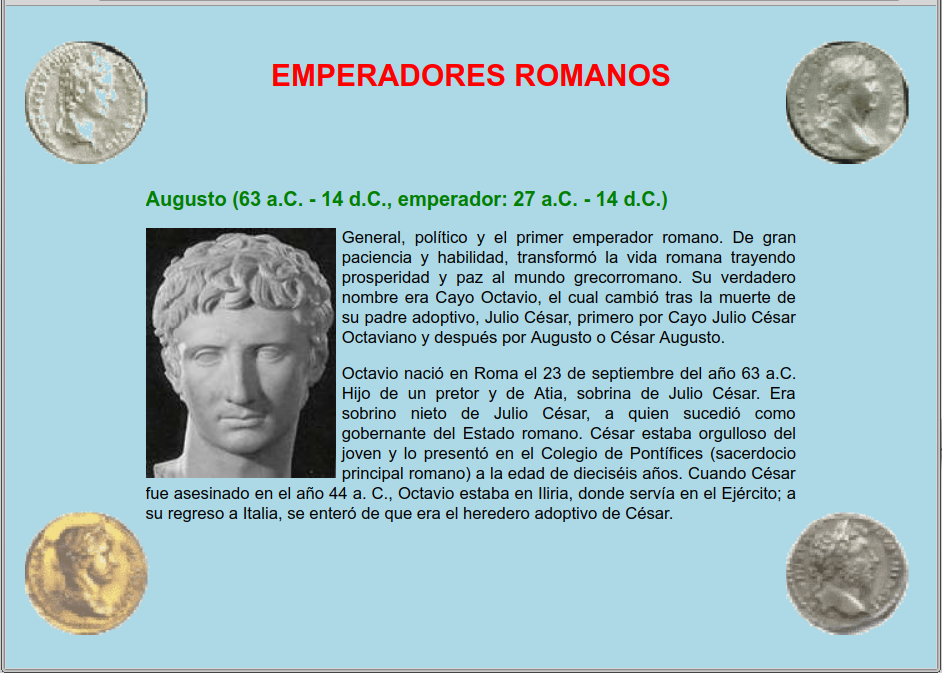 EMPERADORES ROMANOS
Augusto (63 a.C. - 14 d.C., emperador: 27 a.C. - 14 d.C.)
General, político y el primer emperador romano. De gran
paciencia y habilidad, transformó la vida romana trayendo
prosperidad y paz al mundo grecorromano. Su verdadero
nombre era Cayo Octavio, el cual cambió tras la muerte de
su padre adoptivo, Julio César, primero por Cayo Julio César
Octaviano y después por Augusto o César Augusto.
Octavio nació en Roma el 23 de septiembre del año 63 a.C.
Hijo de un pretor y de Atia, sobrina de Julio César. Era
sobrino nieto de Julio César, a quien sucedió como
gobernante del Estado romano. César estaba orgulloso del
joven y lo presentó en el Colegio de Pontífices (sacerdocio
principal romano) a la edad de dieciséis años. Cuando César
fue asesinado en el año 44 a. C., Octavio estaba en Iliria, donde servía en el Ejército; a
su regreso a Italia, se enteró de que era el heredero adoptivo de César.